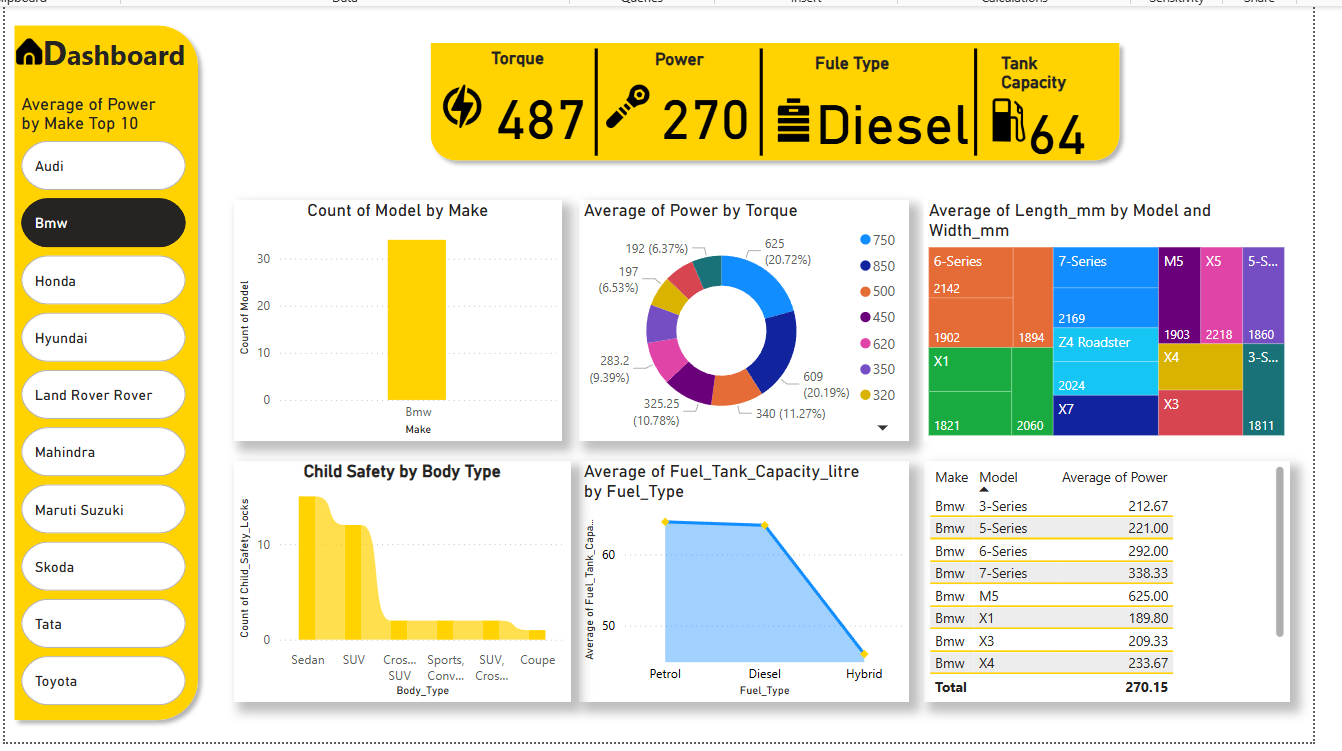 Data
Queries
Insert
Calculations
Sensitivity
Share
Dashboard
Average of Power
by Make Top 10
Audi
Bmw
Honda
Hyundai
Land Rover Rover
Mahindra
Maruti Suzuki
Skoda
Tata
Toyota
Torque
487
Power
270
Fule Type
Diesel
Tank
Capacity
64
Count of Model by Make
Count of Model
30
20
10
0
Bmw
Make
Average of Power by Torque
192 (6.37%)
625
(20.72%)
197
(6.53%)
283.2
(9.39%)
325.25
(10.78%)
340 (11.27%)
609
(20.19%)
750
850
500
450
620
350
320
Average of Length_mm by Model and
Width_mm
6-Series
2142
1902
1894
X1
1821
2060
7-Series
2169
Z4 Roadster
2024
X7
M5
1903
X5
2218
5-S...
1860
X4
X3
3-S...
1811
Child Safety by Body Type
Count of Child_Safety_Locks
10
0
Sedan
SUV
Cros...
SUV
Sports,
Conv...
SUV,
Cros...
Coupe
Body_Type
Average of Fuel_Tank_Capacity_litre
by Fuel_Type
Average of Fuel_Tank_Capa...
60
50
Petrol
Diesel
Hybrid
Fuel_Type
Make Model Average of Power
Bmw 3-Series 212.67
Bmw 5-Series 221.00
Bmw 6-Series 292.00
Bmw 7-Series 338.33
Bmw M5 625.00
Bmw X1 189.80
Bmw X3 209.33
Bmw X4 233.67
Total 270.15